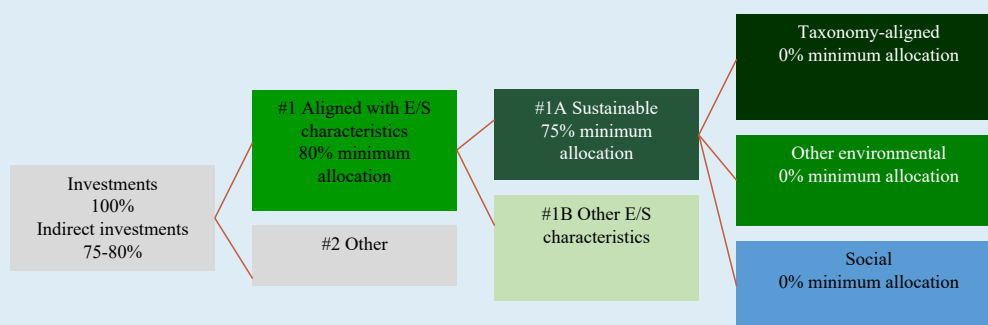 Investments
100%
Indirect investments
75-80%
#1 Aligned with E/S
characteristics
80% minimum
allocation
#2 Other
#1A Sustainable
75% minimum
allocation
#1B Other E/S
characteristics
Taxonomy-aligned
0% minimum allocation
Other environmental
0% minimum allocation
Social
0% minimum allocation